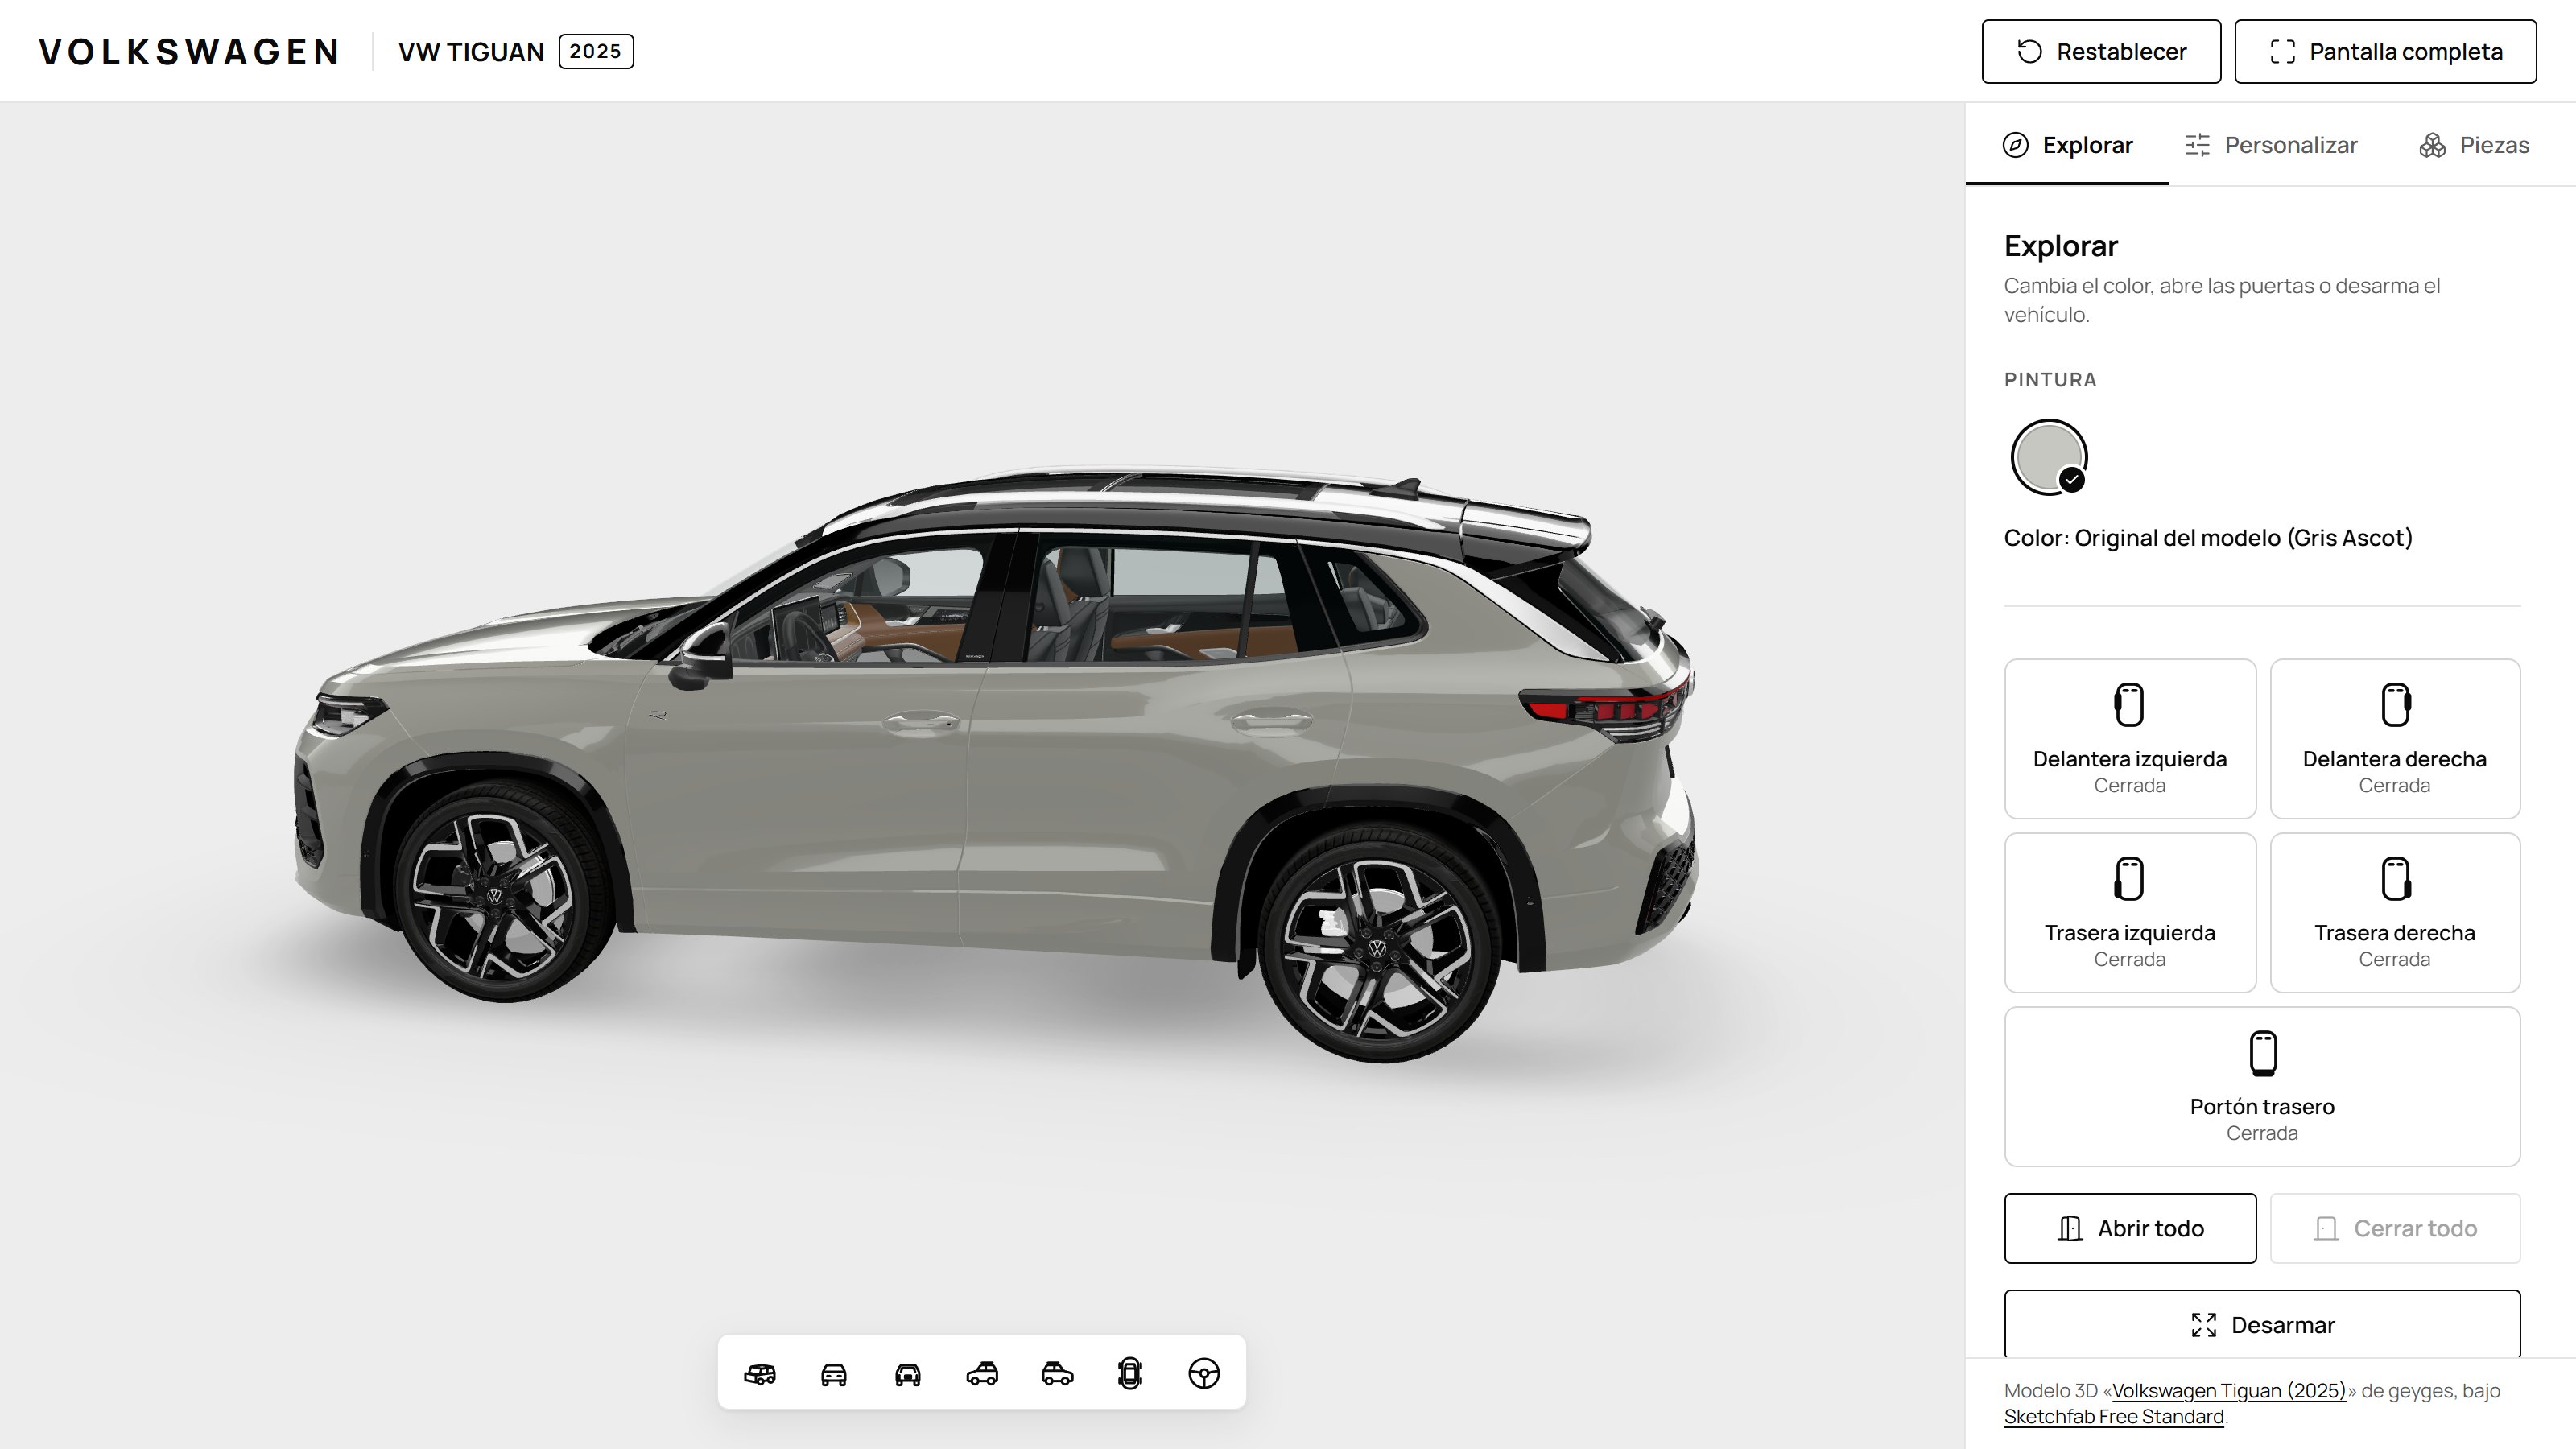 VOLKSWAGEN
VW TIGUAN 2025
Restablecer
Pantalla completa
Explorar
Personalizar
Piezas
Explorar
Cambia el color, abre las puertas o desarma el
vehículo.
PINTURA
Color: Original del modelo (Gris Ascot)
Delantera izquierda
Cerrada
Delantera derecha
Cerrada
Trasera izquierda
Cerrada
Trasera derecha
Cerrada
Portón trasero
Cerrada
Abrir todo
Cerrar todo
Desarmar
Modelo 3D «Volkswagen Tiguan (2025)» de geyges, bajo
Sketchfab Free Standard.